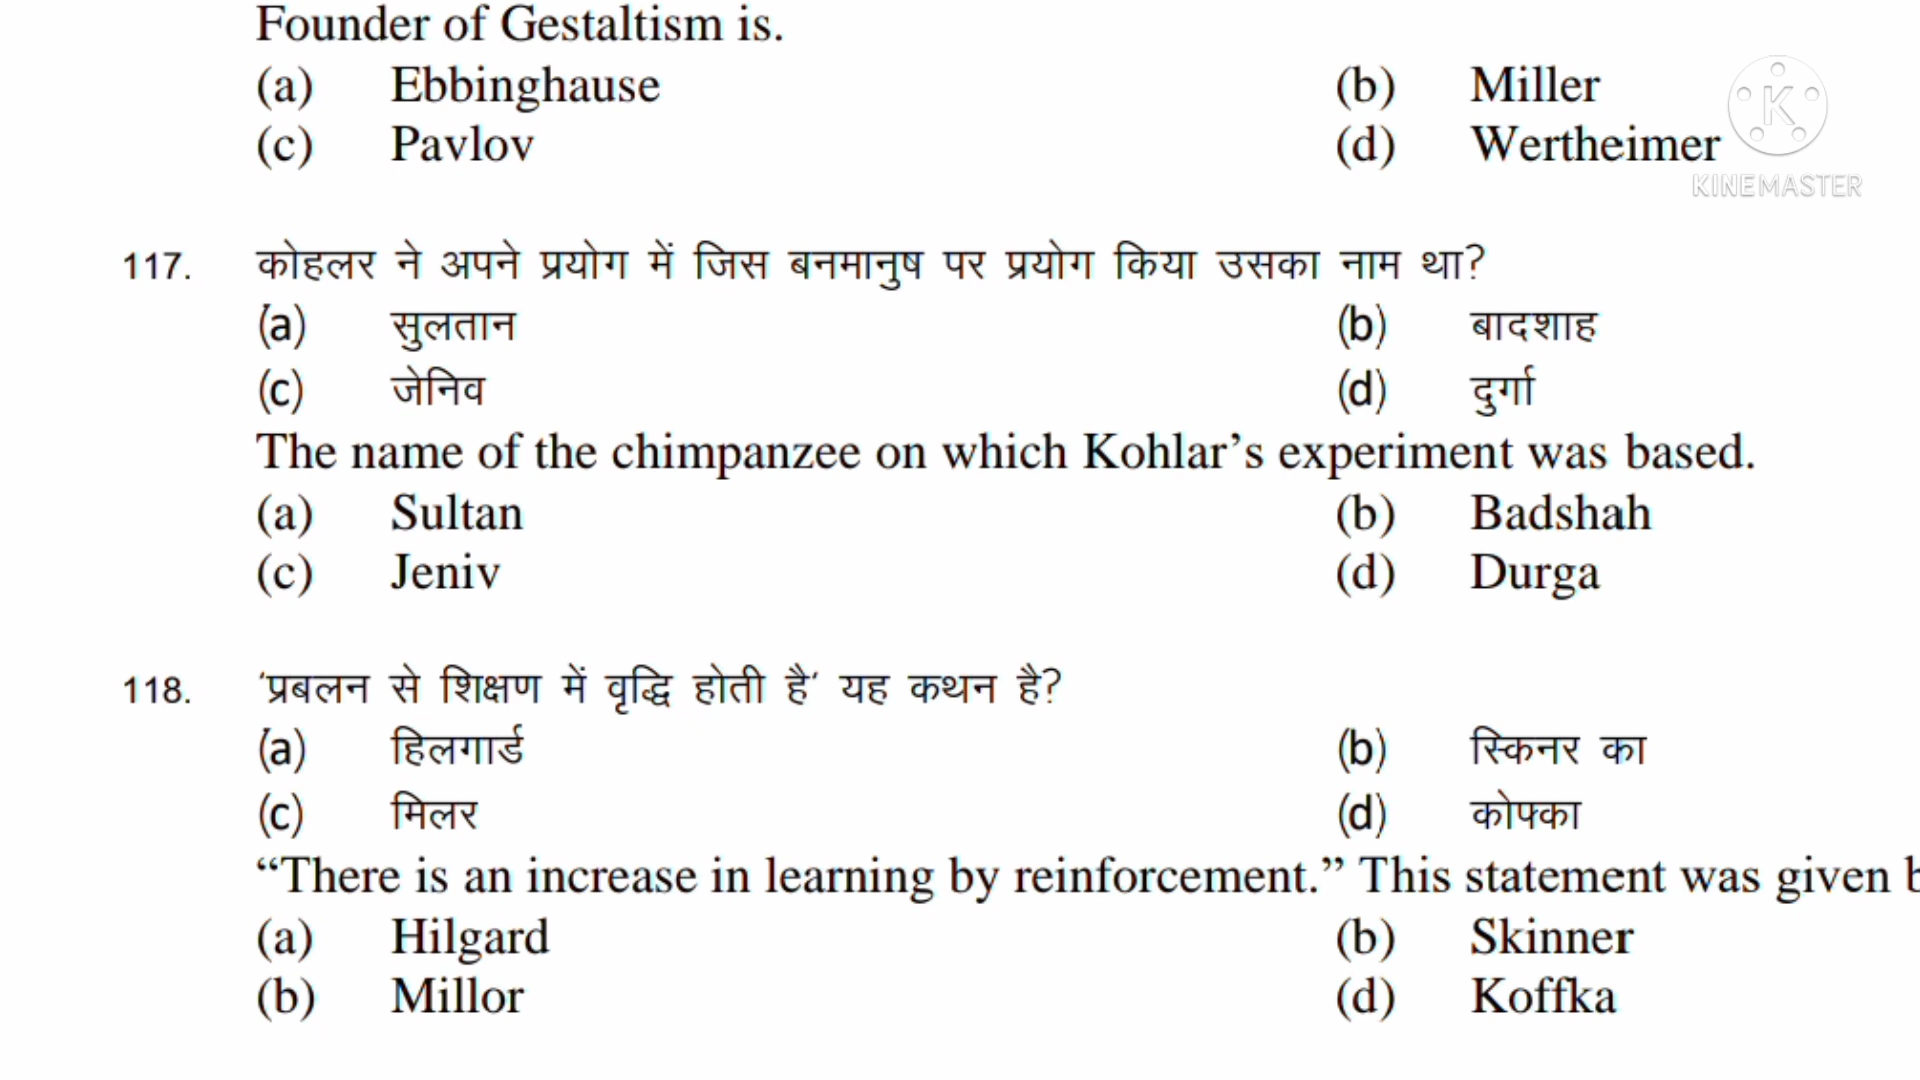 Founder of Gestaltism is.
(a) Ebbinghause (b) Miller
(c) Pavlov (d) Wertheimer
K
KINEMASTER
117. कोहलर ने अपने प्रयोग में जिस बनमानुष पर प्रयोग किया उसका नाम था?
(a) सुलतान (b) बादशाह
(c) जेनिव (d) दुर्गा
The name of the chimpanzee on which Kohlar’s experiment was based.
(a) Sultan (b) Badshah
(c) Jeniv (d) Durga
118. ‘प्रबलन से शिक्षण में वृद्धि होती है’ यह कथन है?
(a) हिलगार्ड (b) स्किनर का
(c) मिलर (d) कोफ्का
“There is an increase in learning by reinforcement.” This statement was given
(a) Hilgard (b) Skinner
(b) Millor (d) Koffka